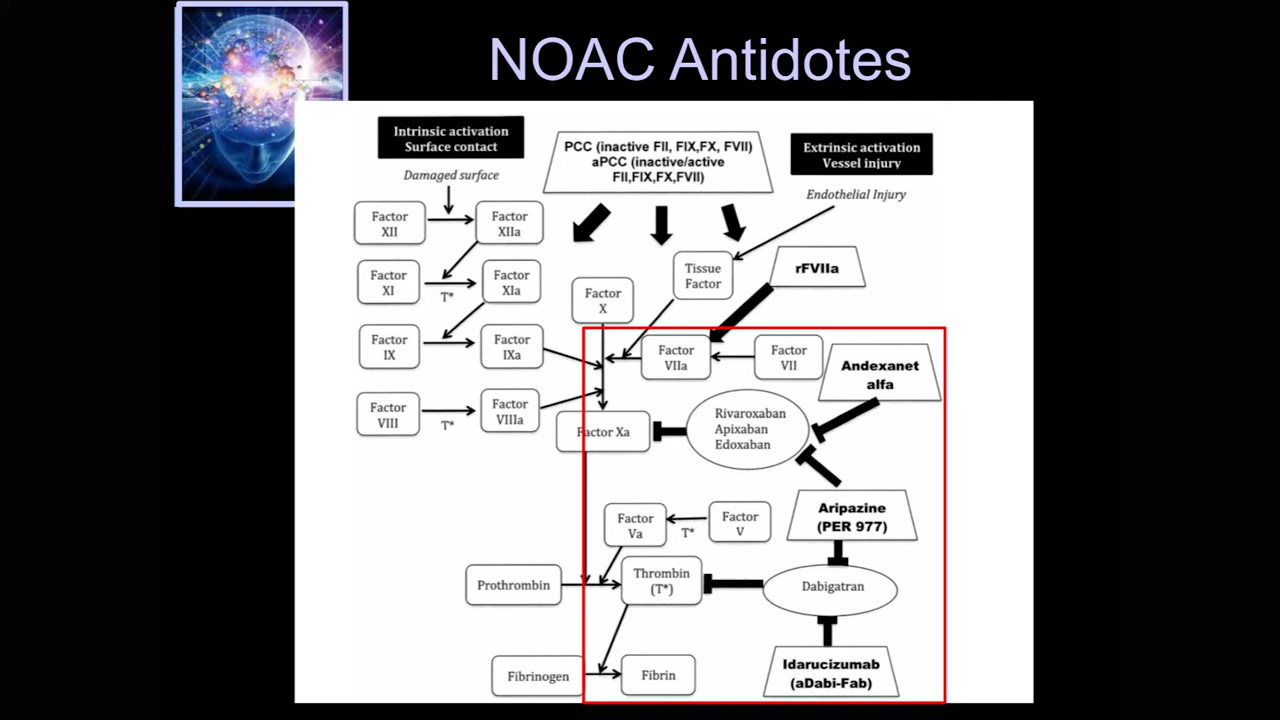 NOAC Antidotes
Intrinsic activation
Surface contact
PCC (inactive FII, FIX,FX, FVII)
aPCC (inactive/active
FII,FIX,FX,FVII)
Extrinsic activation
Vessel injury
Damaged surface
Endothelial Injury
Factor
XII
Factor
XIIa
Tissue
Factor
rFVIIa
Factor
XI
T*
Factor
XIa
Factor
X
Factor
IX
Factor
IXa
Factor
VIIa
Factor
VII
Andexanet
alfa
Factor
VIII
T*
Factor
VIIIa
Factor Xa
Rivaroxaban
Apixaban
Edoxaban
Factor
Va
T*
Factor
V
Aripazine
(PER 977)
Prothrombin
Thrombin
(T*)
Dabigatran
Fibrinogen
Fibrin
Idarucizumab
(aDabi-Fab)